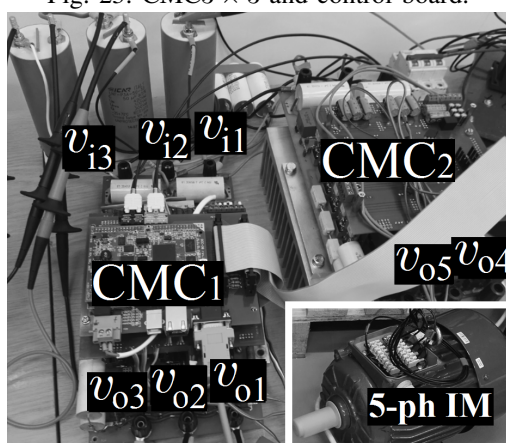 Fig. 25: CMC3 × 3 and control board.
vi3 vi2 vi1
CMC2
vo5 vo4
CMC1
vo3 vo2 vo1
5-ph IM